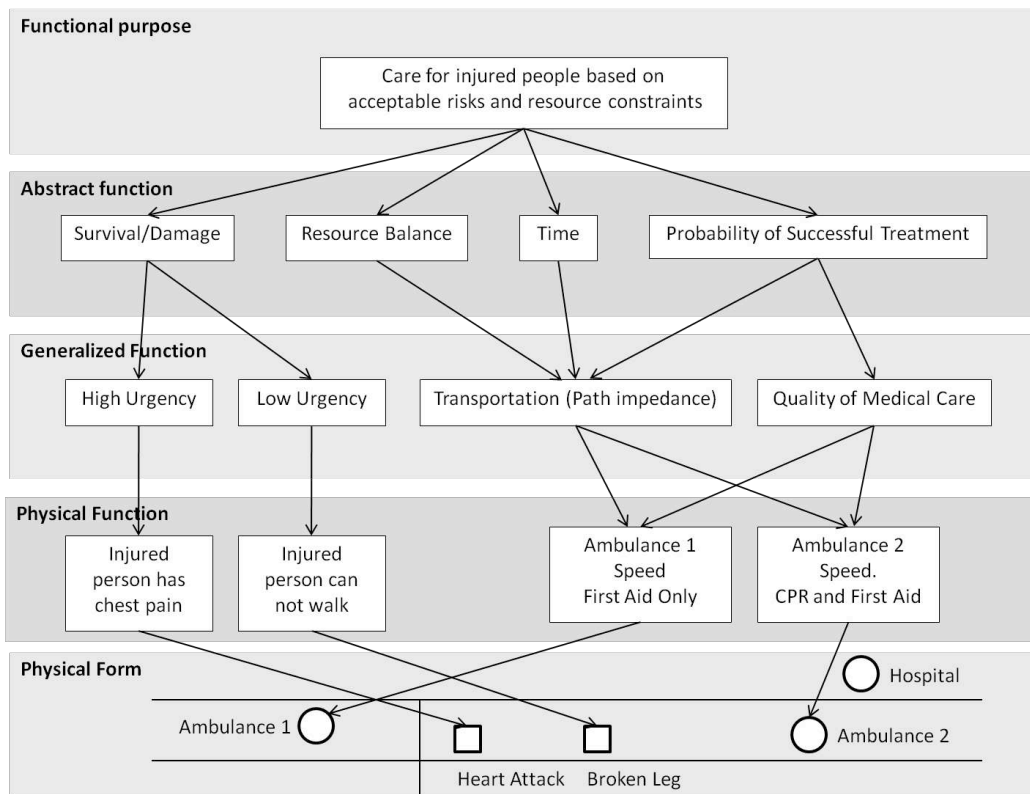 Functional purpose
Care for injured people based on
acceptable risks and resource constraints
Abstract function
Survival/Damage
Resource Balance
Time
Probability of Successful Treatment
Generalized Function
High Urgency
Low Urgency
Transportation (Path impedance)
Quality of Medical Care
Physical Function
Injured
person has
chest pain
Injured
person can
not walk
Ambulance 1
Speed
First Aid Only
Ambulance 2
Speed.
CPR and First Aid
Physical Form
Hospital
Ambulance 1
Ambulance 2
Heart Attack
Broken Leg